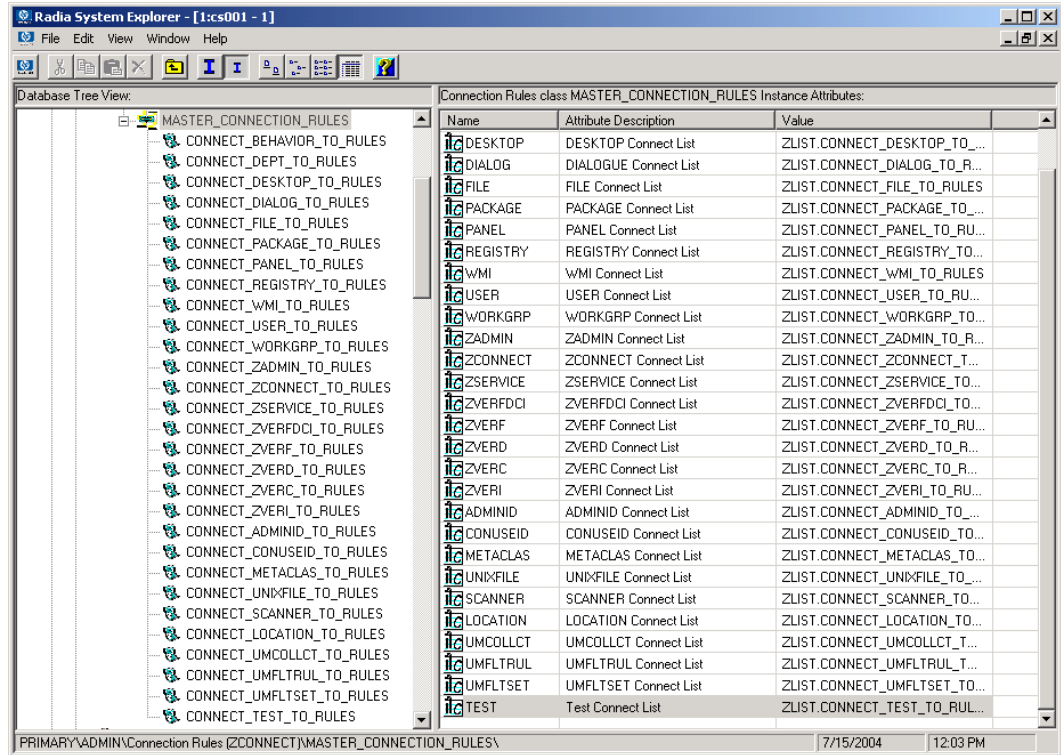 Radia System Explorer - [1:cs001 - 1]
File Edit View Window Help
Database Tree View:
MASTER_CONNECTION_RULES
CONNECT_BEHAVIOR_TO_RULES
CONNECT_DEPT_TO_RULES
CONNECT_DESKTOP_TO_RULES
CONNECT_DIALOG_TO_RULES
CONNECT_FILE_TO_RULES
CONNECT_PACKAGE_TO_RULES
CONNECT_PANEL_TO_RULES
CONNECT_REGISTRY_TO_RULES
CONNECT_WMI_TO_RULES
CONNECT_USER_TO_RULES
CONNECT_WORKGRP_TO_RULES
CONNECT_ZADMIN_TO_RULES
CONNECT_ZCONNECT_TO_RULES
CONNECT_ZSERVICE_TO_RULES
CONNECT_ZVERFDCI_TO_RULES
CONNECT_ZVERF_TO_RULES
CONNECT_ZVERD_TO_RULES
CONNECT_ZVERC_TO_RULES
CONNECT_ZVERI_TO_RULES
CONNECT_ADMINID_TO_RULES
CONNECT_CONUSEID_TO_RULES
CONNECT_METACLAS_TO_RULES
CONNECT_UNIXFILE_TO_RULES
CONNECT_SCANNER_TO_RULES
CONNECT_LOCATION_TO_RULES
CONNECT_UMCOLLCT_TO_RULES
CONNECT_UMFLTRUL_TO_RULES
CONNECT_UMFLTSET_TO_RULES
CONNECT_TEST_TO_RULES
Connection Rules class MASTER_CONNECTION_RULES Instance Attributes:
Name Attribute Description Value
DESKTOP DESKTOP Connect List ZLIST.CONNECT_DESKTOP_TO_...
DIALOG DIALOGUE Connect List ZLIST.CONNECT_DIALOG_TO_R...
FILE FILE Connect List ZLIST.CONNECT_FILE_TO_RULES
PACKAGE PACKAGE Connect List ZLIST.CONNECT_PACKAGE_TO_...
PANEL PANEL Connect List ZLIST.CONNECT_PANEL_TO_RU...
REGISTRY REGISTRY Connect List ZLIST.CONNECT_REGISTRY_TO...
WMI WMI Connect List ZLIST.CONNECT_WMI_TO_RULES
USER USER Connect List ZLIST.CONNECT_USER_TO_RU...
WORKGRP WORKGRP Connect List ZLIST.CONNECT_WORKGRP_TO...
ZADMIN ZADMIN Connect List ZLIST.CONNECT_ZADMIN_TO_R...
ZCONNECT ZCONNECT Connect List ZLIST.CONNECT_ZCONNECT_T...
ZSERVICE ZSERVICE Connect List ZLIST.CONNECT_ZSERVICE_TO...
ZVERFDCI ZVERFDCI Connect List ZLIST.CONNECT_ZVERFDCI_TO...
ZVERF ZVERF Connect List ZLIST.CONNECT_ZVERF_TO_RU...
ZVERD ZVERD Connect List ZLIST.CONNECT_ZVERD_TO_R...
ZVERC ZVERC Connect List ZLIST.CONNECT_ZVERC_TO_R...
ZVERI ZVERI Connect List ZLIST.CONNECT_ZVERI_TO_RU...
ADMINID ADMINID Connect List ZLIST.CONNECT_ADMINID_TO_...
CONUSEID CONUSEID Connect List ZLIST.CONNECT_CONUSEID_TO...
METACLAS METACLAS Connect List ZLIST.CONNECT_METACLAS_TO...
UNIXFILE UNIXFILE Connect List ZLIST.CONNECT_UNIXFILE_TO_...
SCANNER SCANNER Connect List ZLIST.CONNECT_SCANNER_TO...
LOCATION LOCATION Connect List ZLIST.CONNECT_LOCATION_TO...
UMCOLLCT UMCOLLCT Connect List ZLIST.CONNECT_UMCOLLCT_T...
UMFLTRUL UMFLTRUL Connect List ZLIST.CONNECT_UMFLTRUL_T...
UMFLTSET UMFLTSET Connect List ZLIST.CONNECT_UMFLTSET_TO...
TEST Test Connect List ZLIST.CONNECT_TEST_TO_RUL...
PRIMARY\ADMIN\Connection Rules (ZCONNECT)\MASTER_CONNECTION_RULES\ 7/15/2004 12:03 PM